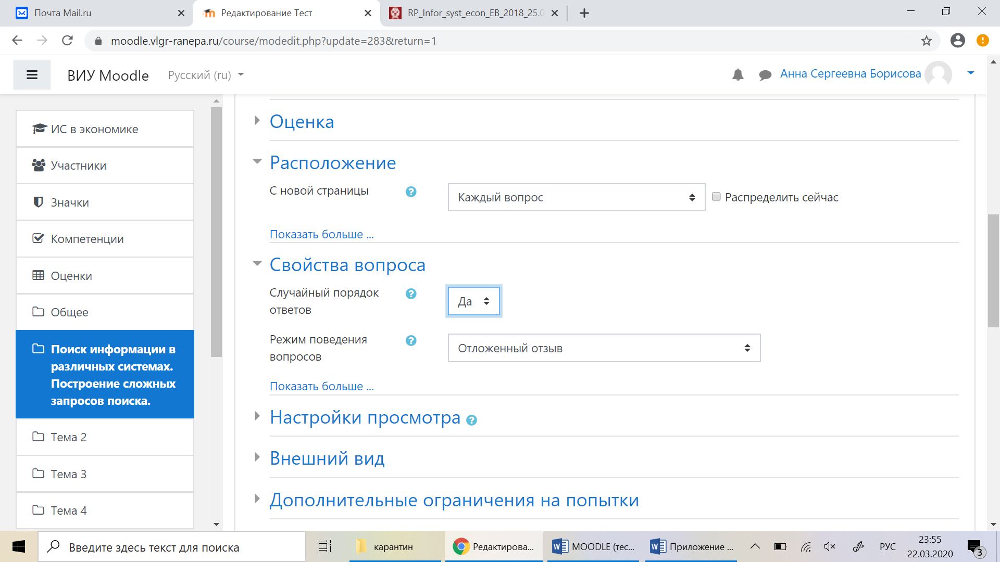 Почта Mail.ru
Редактирование Тест
RP_Infor_syst_econ_EB_2018_25.0
moodle.vlgr-ranepa.ru/course/modedit.php?update=283&return=1
ВИУ Moodle
Русский (ru)
Анна Сергеевна Борисова
ИС в экономике
Участники
Значки
Компетенции
Оценки
Общее
Поиск информации в
различных системах.
Построение сложных
запросов поиска.
Тема 2
Тема 3
Тема 4
Оценка
Расположение
С новой страницы
?
Каждый вопрос
Распределить сейчас
Показать больше ...
Свойства вопроса
Случайный порядок
ответов
?
Да
Режим поведения
вопросов
?
Отложенный отзыв
Показать больше ...
Настройки просмотра ?
Внешний вид
Дополнительные ограничения на попытки
Введите здесь текст для поиска
карантин
Редактирова...
MOODLE (тес...
Приложение ...
РУС
23:55
22.03.2020
3